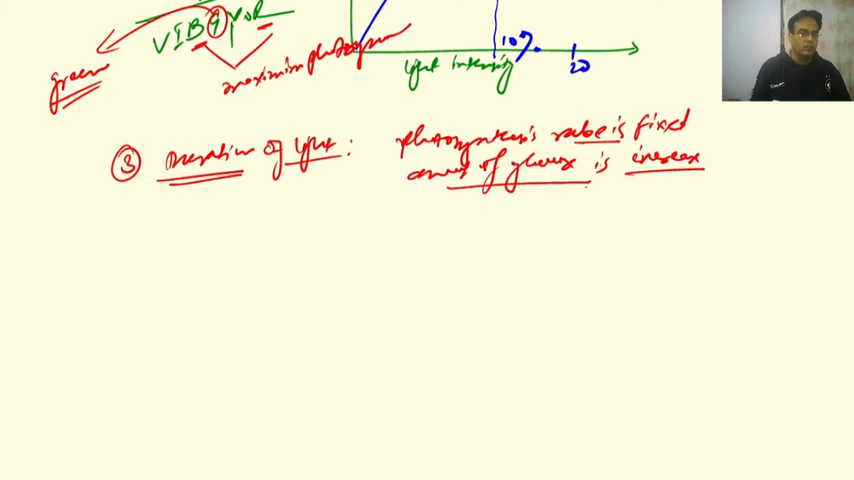 VIBGYOR
10%
20
green
maximum photosyn
light intensity
3 Duration of light : photosynthesis rate is fixed
amount of glucose is increase